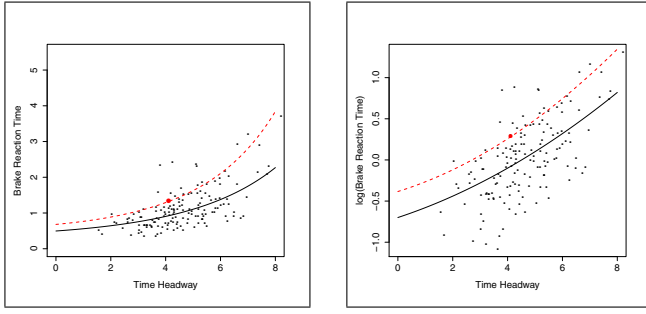 5
4
3
2
1
0
Brake Reaction Time
0 2 4 6 8
Time Headway
1.0
0.5
0.0
−0.5
−1.0
log(Brake Reaction Time)
0 2 4 6 8
Time Headway